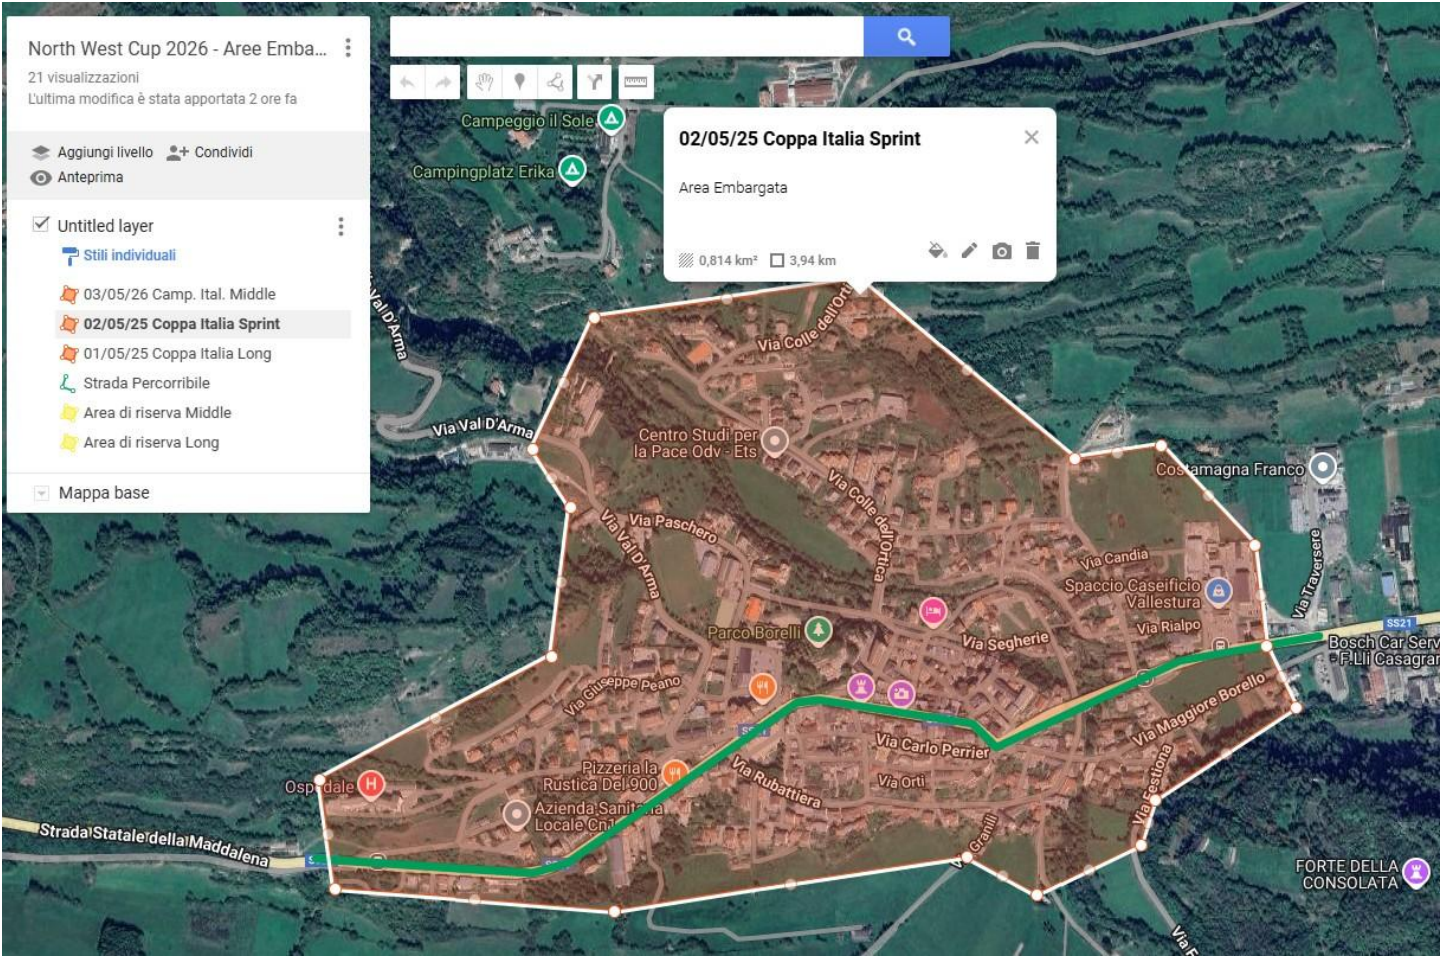 North West Cup 2026 - Aree Emba...
21 visualizzazioni
L'ultima modifica è stata apportata 2 ore fa
Aggiungi livello
Condividi
Anteprima
Untitled layer
Stili individuali
03/05/26 Camp. Ital. Middle
02/05/25 Coppa Italia Sprint
01/05/25 Coppa Italia Long
Strada Percorribile
Area di riserva Middle
Area di riserva Long
Mappa base
02/05/25 Coppa Italia Sprint
Area Embargata
0,814 km² 3,94 km
Campeggio il Sole
Campingplatz Erika
Val D'Arma
Via Val D'Arma
Via Colle dell'Orti
Centro Studi per
la Pace Odv - Ets
Costamagna Franco
Via Colle dell'Ortica
Via Paschero
Via Val D'Arma
Via Candia
Via Traversere
Spaccio Caseificio
Vallestura
Via Rialpo
SS21
Parco Borelli
Via Segherie
Bosch Car Serv
- F.Lli Casagran
Via Giuseppe Peano
Via Maggiore Borello
Via Carlo Perrier
Pizzeria la
Rustica Del 900
Via Rubattiera
Via Orti
Via Festiona
Ospedale
H
Azienda Sanitaria
Locale Cn1
Strada Statale della Maddalena
Via Granili
FORTE DELLA
CONSOLATA
Via F